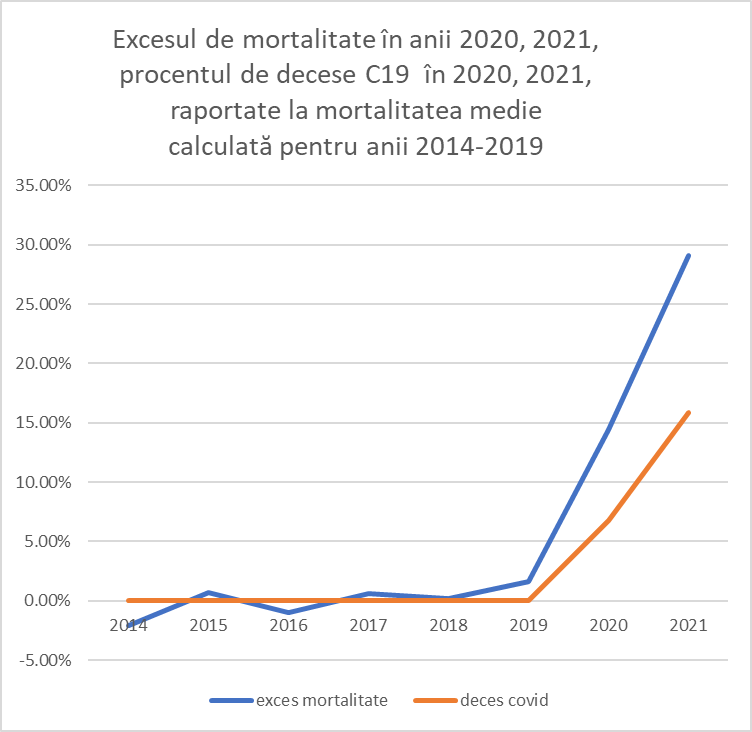 Excesul de mortalitate în anii 2020, 2021,
procentul de decese C19 în 2020, 2021,
raportate la mortalitatea medie
calculată pentru anii 2014-2019
35.00%
30.00%
25.00%
20.00%
15.00%
10.00%
5.00%
0.00%
2014 2015 2016 2017 2018 2019 2020 2021
-5.00%
exces mortalitate deces covid